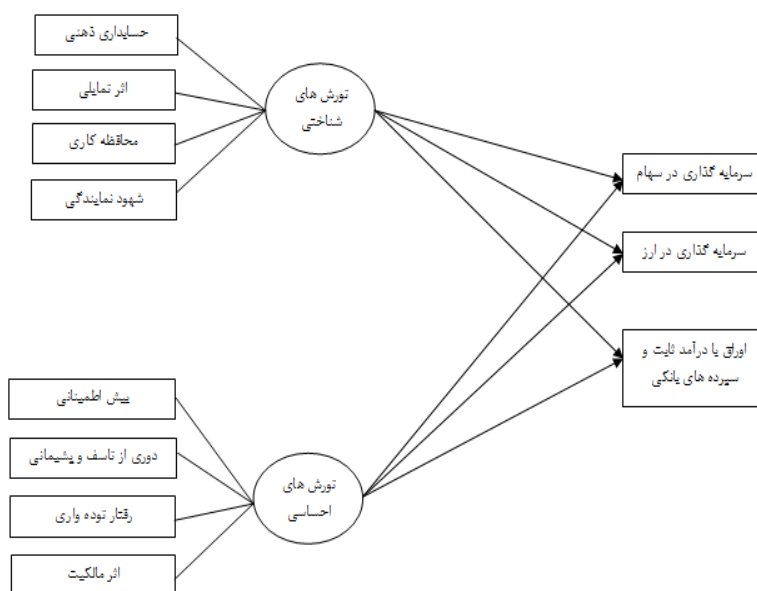 حسابداری ذهنی
اثر تمایلی
محافظه کاری
شهود نمایندگی
تورش های
شناختی
سرمایه گذاری در سهام
سرمایه گذاری در ارز
اوراق با درآمد ثابت و
سپرده های بانکی
بیش اطمینانی
دوری از تاسف و پشیمانی
رفتار توده واری
اثر مالکیت
تورش های
احساسی